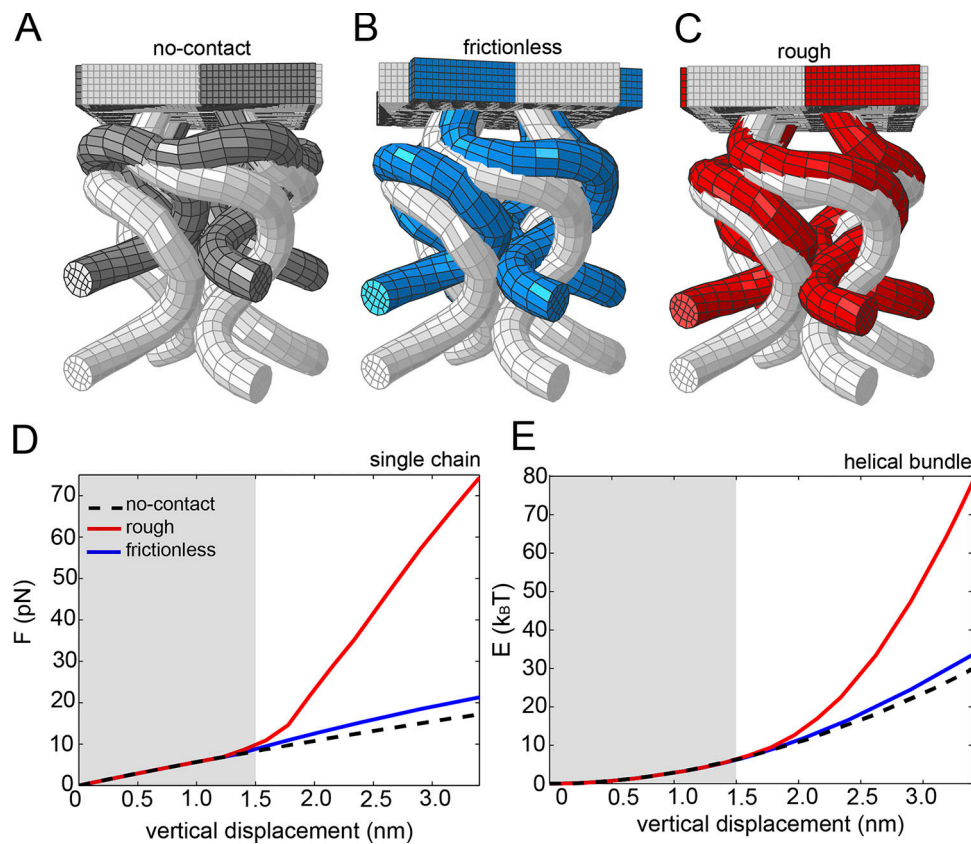 A
no-contact
B
frictionless
C
rough
D
single chain
70
60
50
40
30
20
10
0
F (pN)
no-contact
rough
frictionless
0 0.5 1.0 1.5 2.0 2.5 3.0
vertical displacement (nm)
E
helical bundle
80
70
60
50
40
30
20
10
0
E (kBT)
0 0.5 1.0 1.5 2.0 2.5 3.0
vertical displacement (nm)